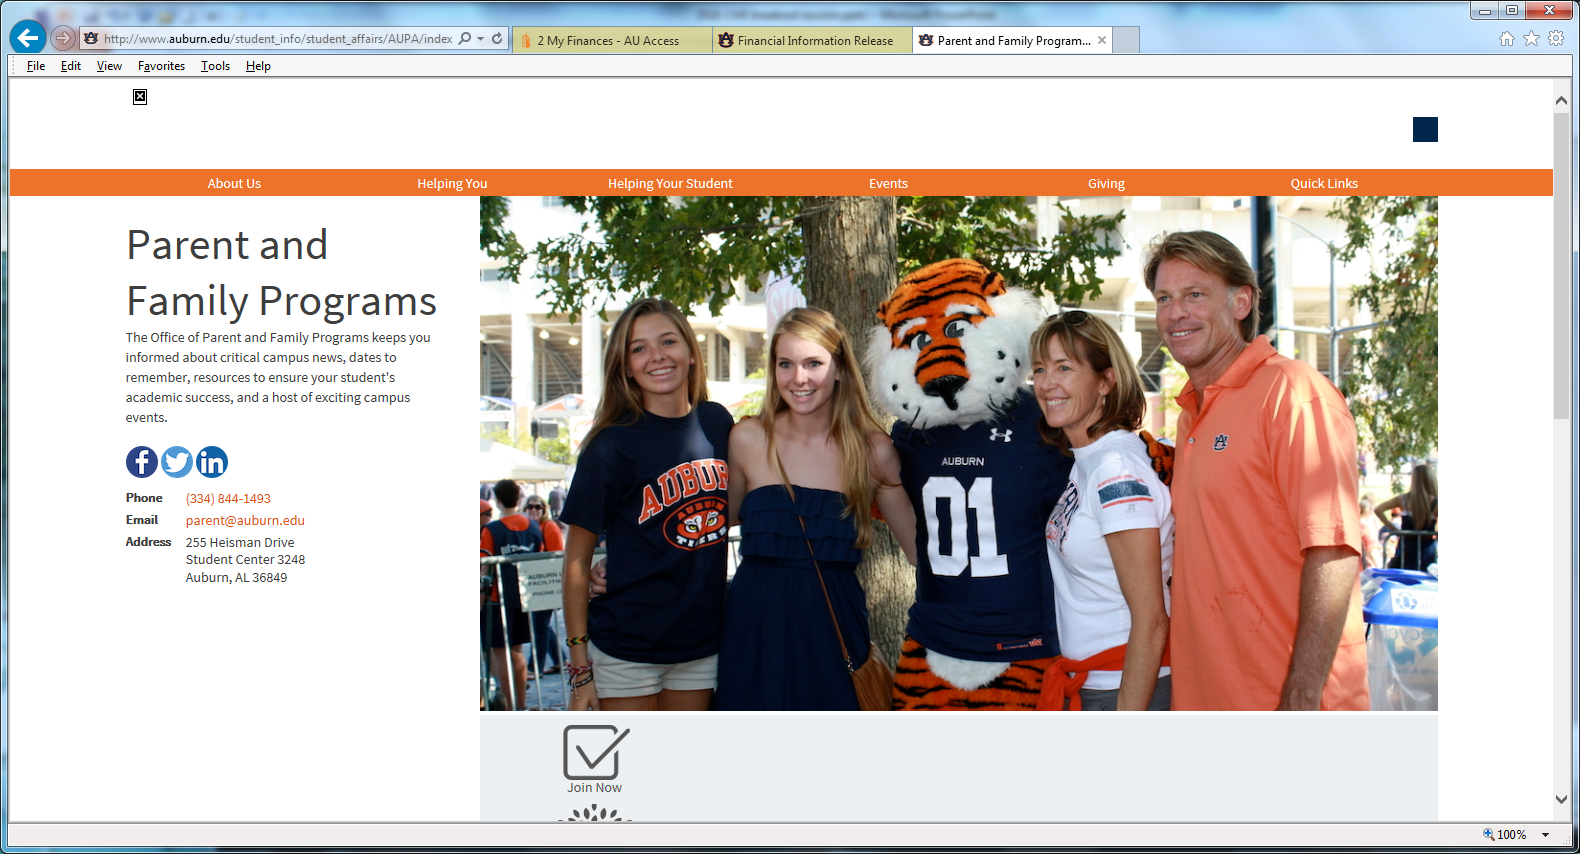 http://www.auburn.edu/student_info/student_affairs/AUPA/index
2 My Finances - AU Access
Financial Information Release
Parent and Family Program...
File Edit View Favorites Tools Help
About Us Helping You Helping Your Student Events Giving Quick Links
Parent and
Family Programs
The Office of Parent and Family Programs keeps you
informed about critical campus news, dates to
remember, resources to ensure your student's
academic success, and a host of exciting campus
events.
Phone (334) 844-1493
Email parent@auburn.edu
Address 255 Heisman Drive
Student Center 3248
Auburn, AL 36849
AUBURN
AUBURN
TIGERS
AUBURN
01
AUBURN
Join Now
100%